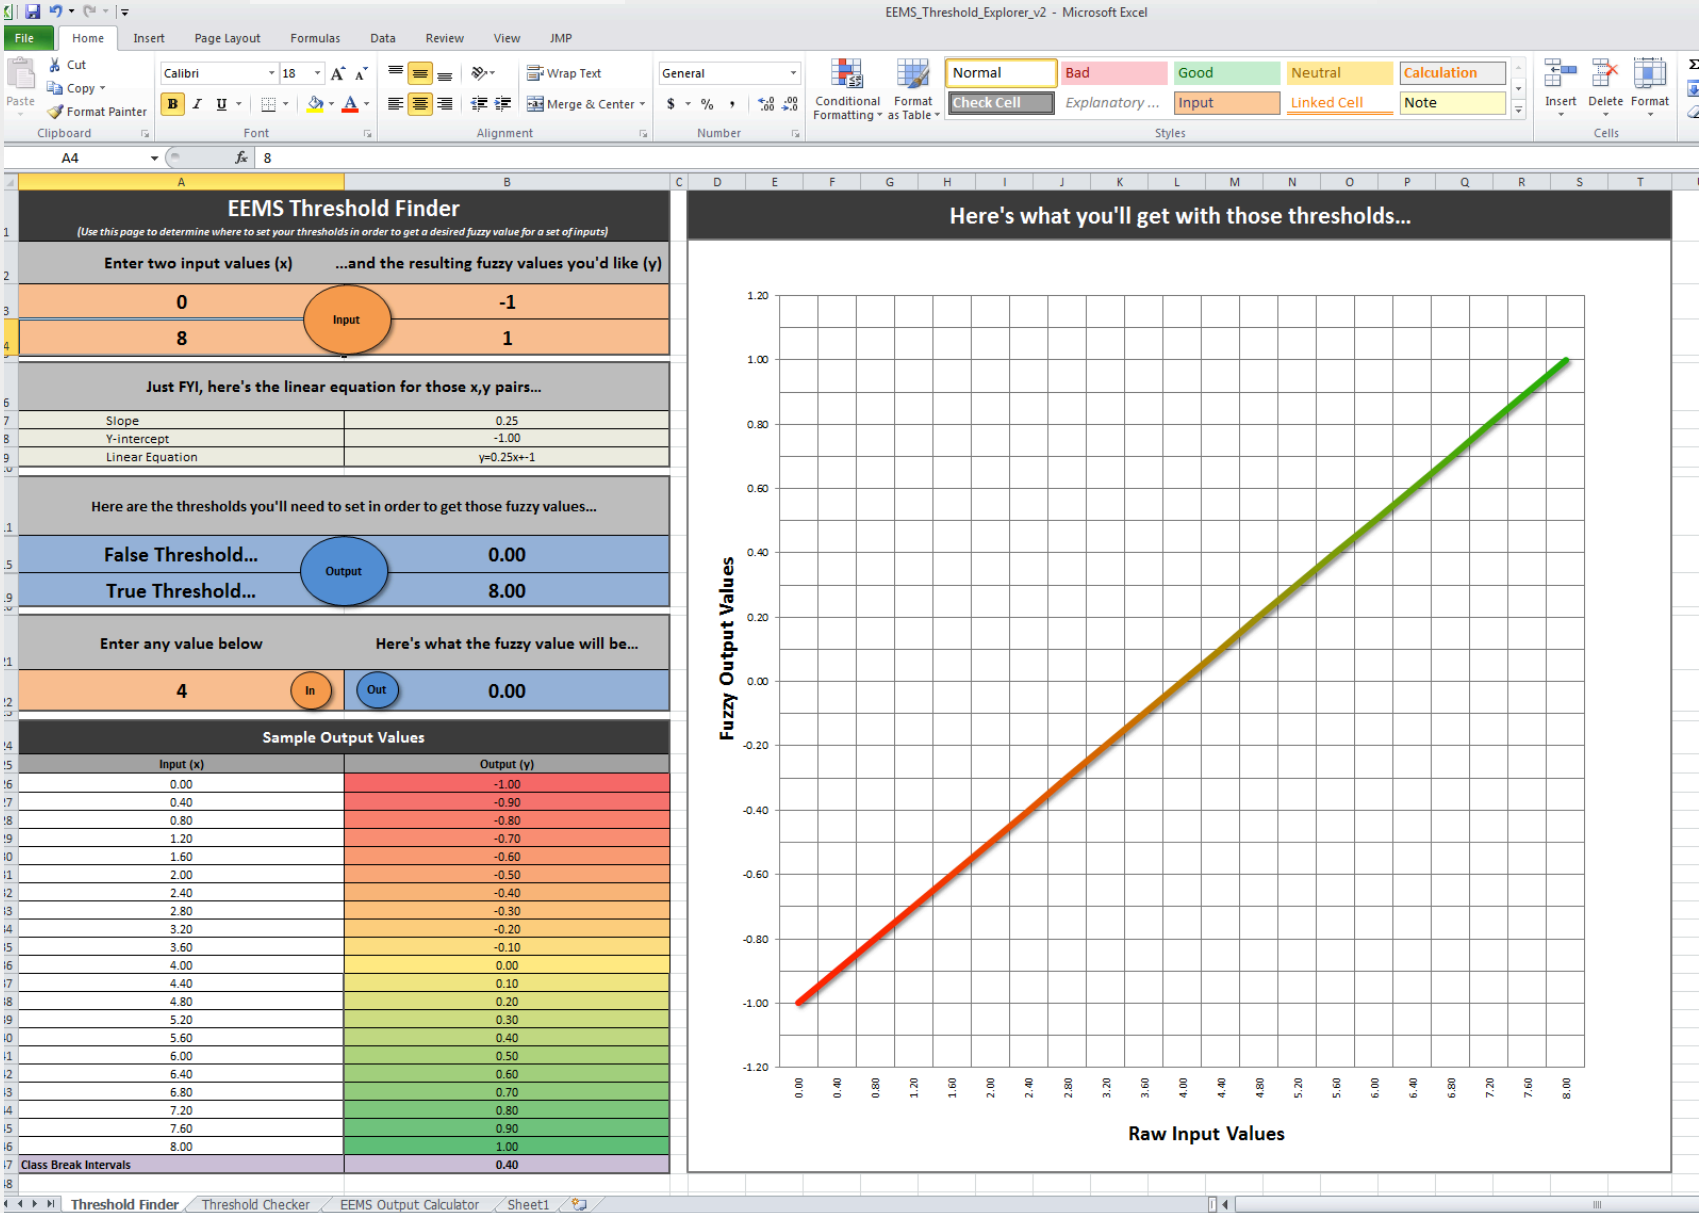 EEMS_Threshold_Explorer_v2 - Microsoft Excel
File Home Insert Page Layout Formulas Data Review View JMP
Paste
Cut
Copy
Format Painter
Clipboard
Calibri 18
B I U A
Font
Wrap Text
Merge & Center
Alignment
General
$ % ,
Number
Conditional Formatting
Format as Table
Normal Bad Good Neutral Calculation
Check Cell Explanatory ... Input Linked Cell Note
Styles
Insert Delete Format
Cells
A4 fx 8
A B C D E F G H I J K L M N O P Q R S T
EEMS Threshold Finder
(Use this page to determine where to set your thresholds in order to get a desired fuzzy value for a set of inputs)
Enter two input values (x) ...and the resulting fuzzy values you'd like (y)
0 -1
Input
8 1
Just FYI, here's the linear equation for those x,y pairs...
Slope 0.25
Y-intercept -1.00
Linear Equation y=0.25x+-1
Here are the thresholds you'll need to set in order to get those fuzzy values...
False Threshold... 0.00
Output
True Threshold... 8.00
Enter any value below Here's what the fuzzy value will be...
4 In Out 0.00
Sample Output Values
Input (x) Output (y)
0.00 -1.00
0.40 -0.90
0.80 -0.80
1.20 -0.70
1.60 -0.60
2.00 -0.50
2.40 -0.40
2.80 -0.30
3.20 -0.20
3.60 -0.10
4.00 0.00
4.40 0.10
4.80 0.20
5.20 0.30
5.60 0.40
6.00 0.50
6.40 0.60
6.80 0.70
7.20 0.80
7.60 0.90
8.00 1.00
Class Break Intervals 0.40
Here's what you'll get with those thresholds...
Fuzzy Output Values
1.20
1.00
0.80
0.60
0.40
0.20
0.00
-0.20
-0.40
-0.60
-0.80
-1.00
-1.20
0.00 0.40 0.80 1.20 1.60 2.00 2.40 2.80 3.20 3.60 4.00 4.40 4.80 5.20 5.60 6.00 6.40 6.80 7.20 7.60 8.00
Raw Input Values
Threshold Finder Threshold Checker EEMS Output Calculator Sheet1